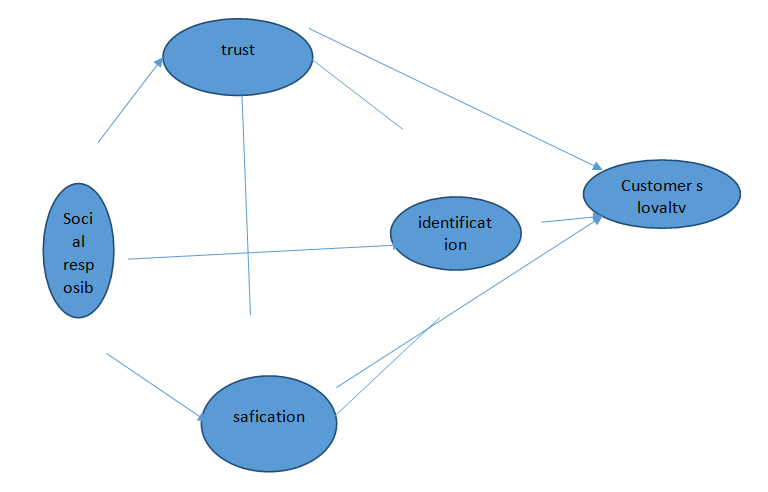 trust
Customer s
lovaltv
Soci
al
resp
osib
identificat
ion
safication